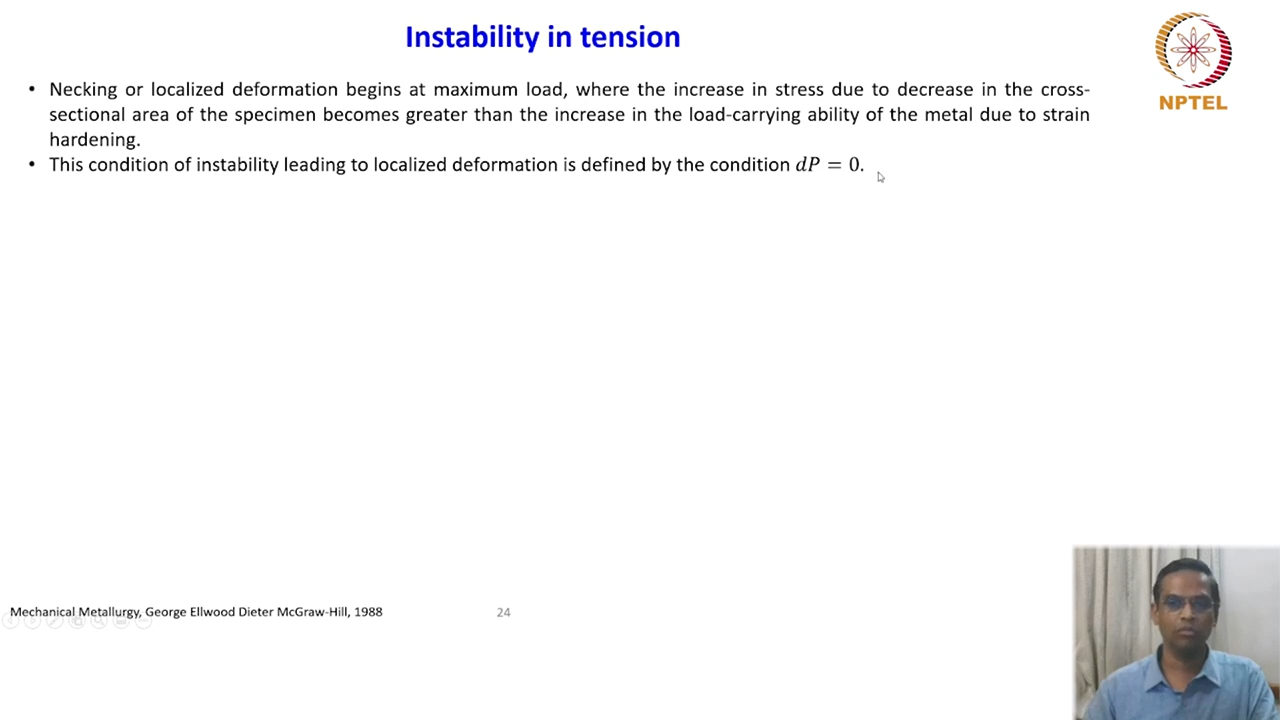 Instability in tension
NPTEL
• Necking or localized deformation begins at maximum load, where the increase in stress due to decrease in the cross-
sectional area of the specimen becomes greater than the increase in the load-carrying ability of the metal due to strain
hardening.
• This condition of instability leading to localized deformation is defined by the condition dP = 0.
Mechanical Metallurgy, George Ellwood Dieter McGraw-Hill, 1988
24